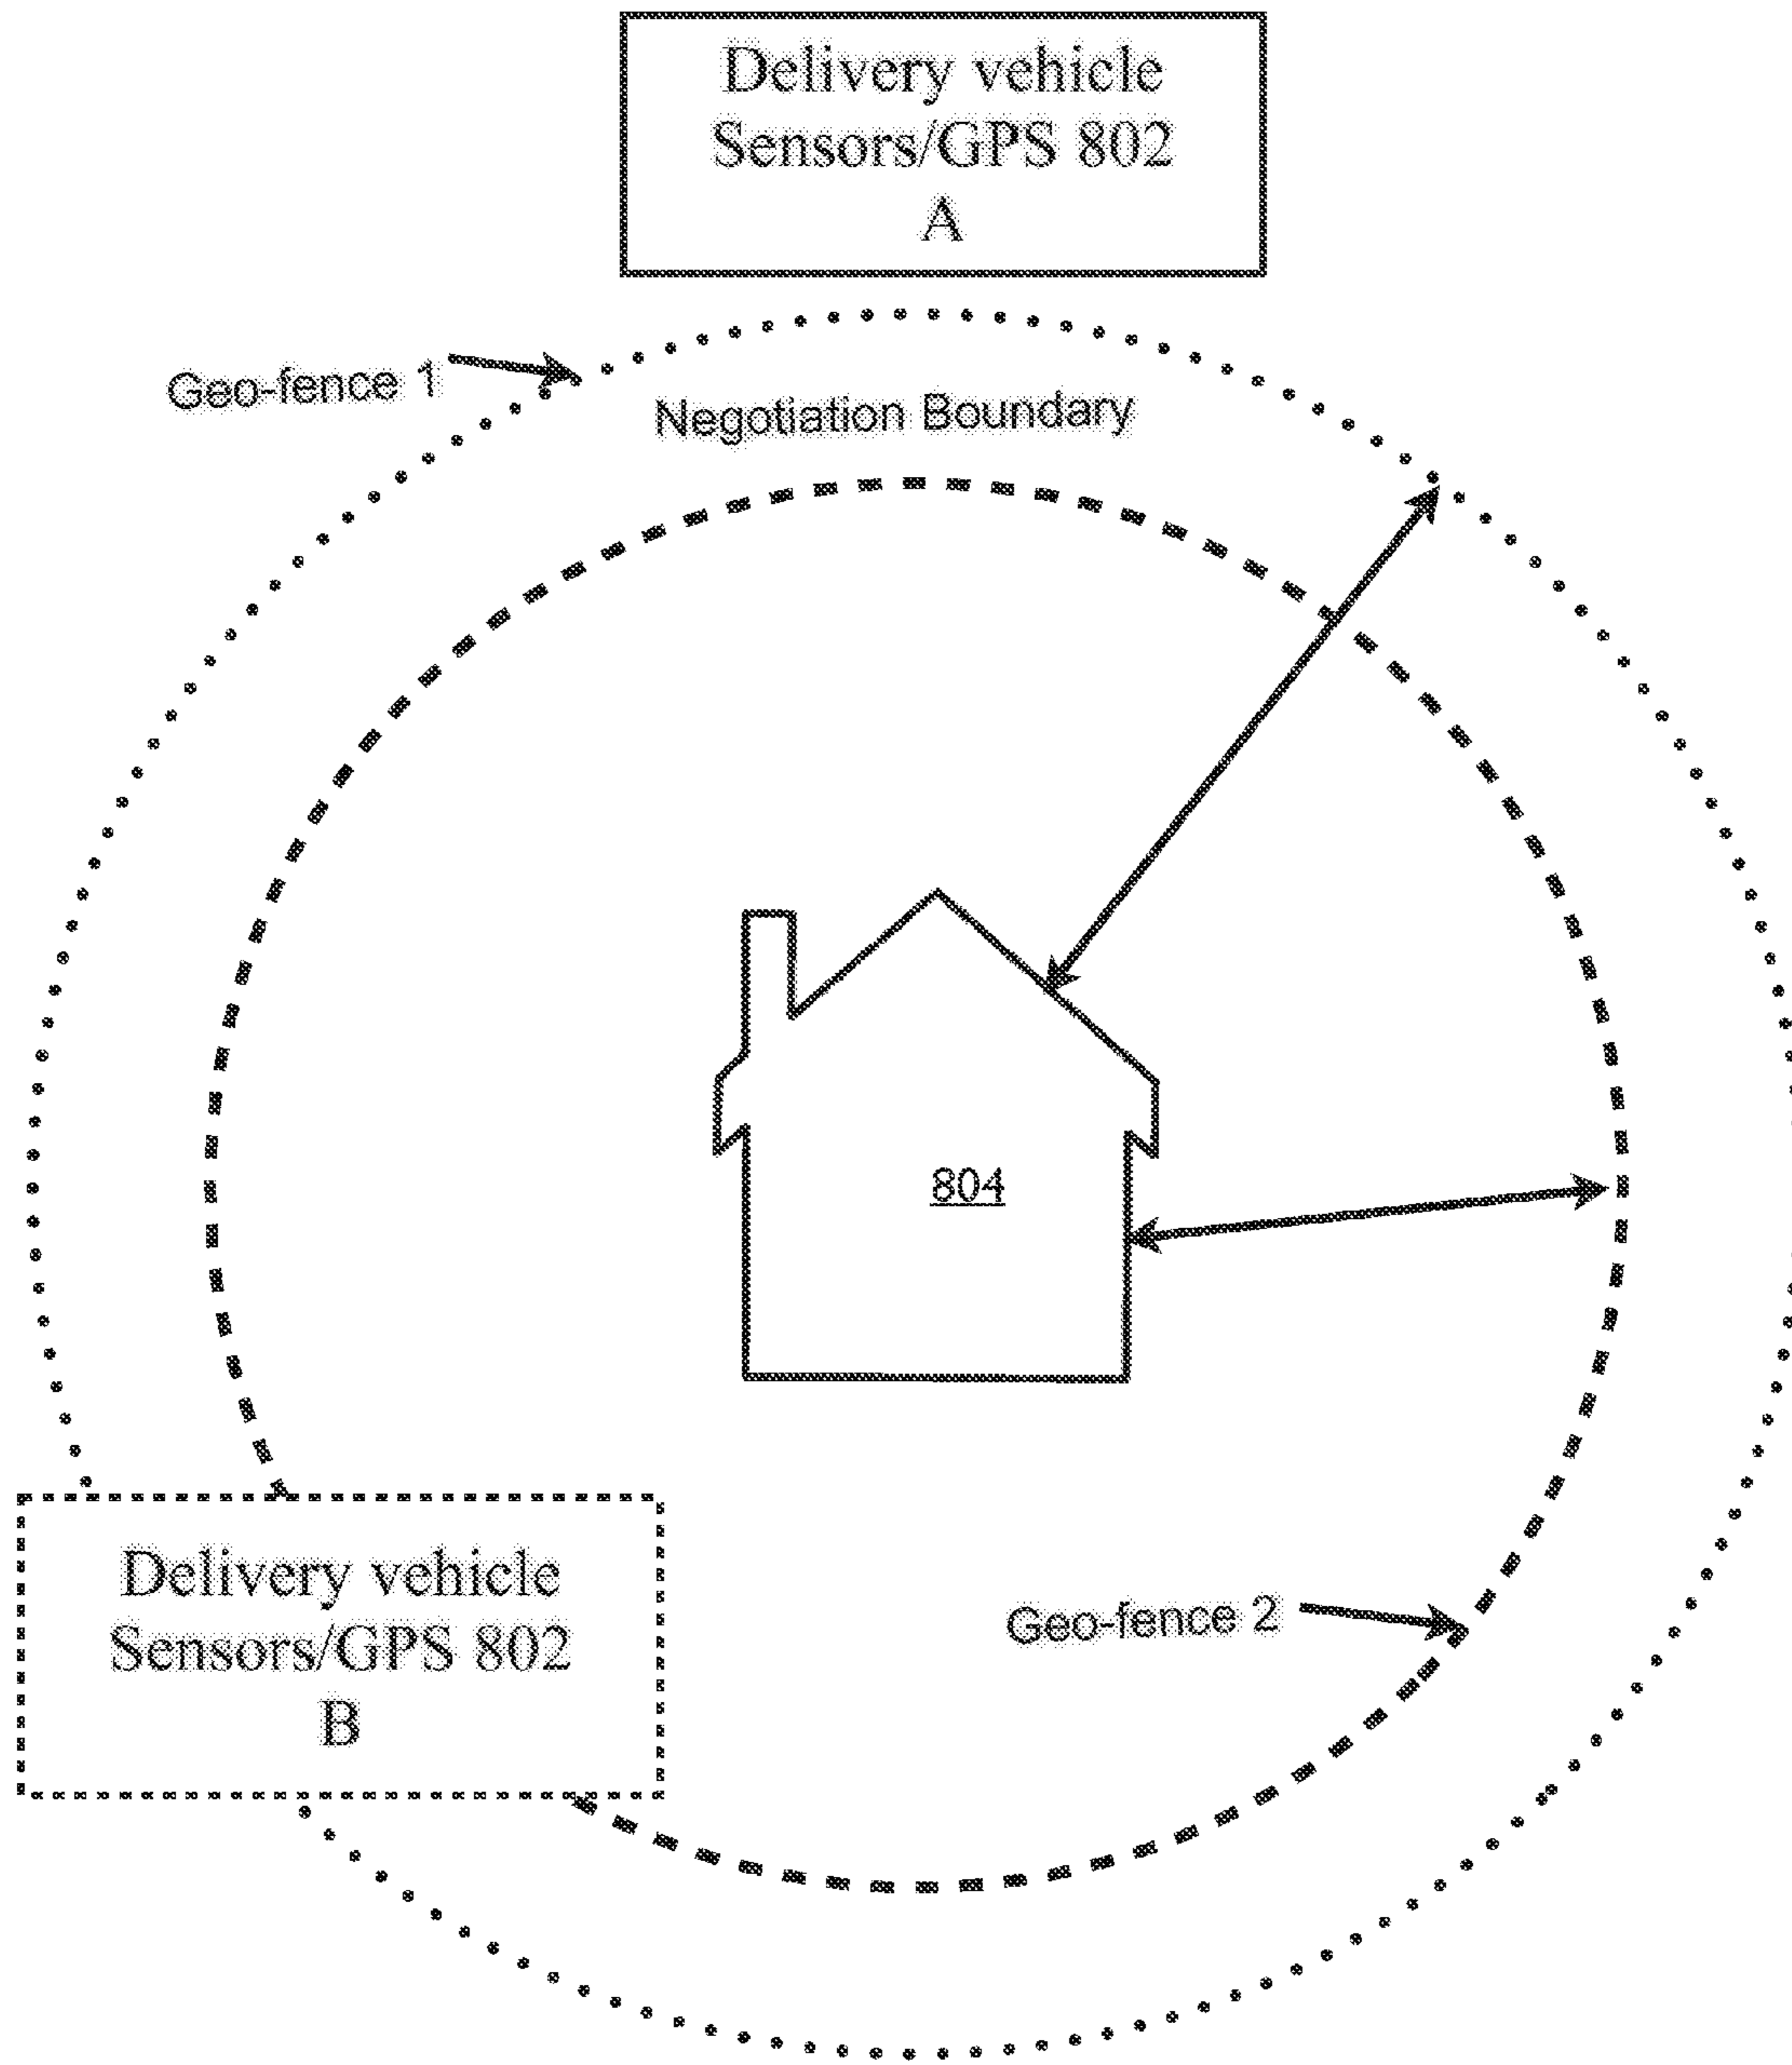 Delivery vehicle
Sensors/GPS 802
A
Geo-fence 1
Negotiation Boundary
804
Delivery vehicle
Sensors/GPS 802
B
Geo-fence 2